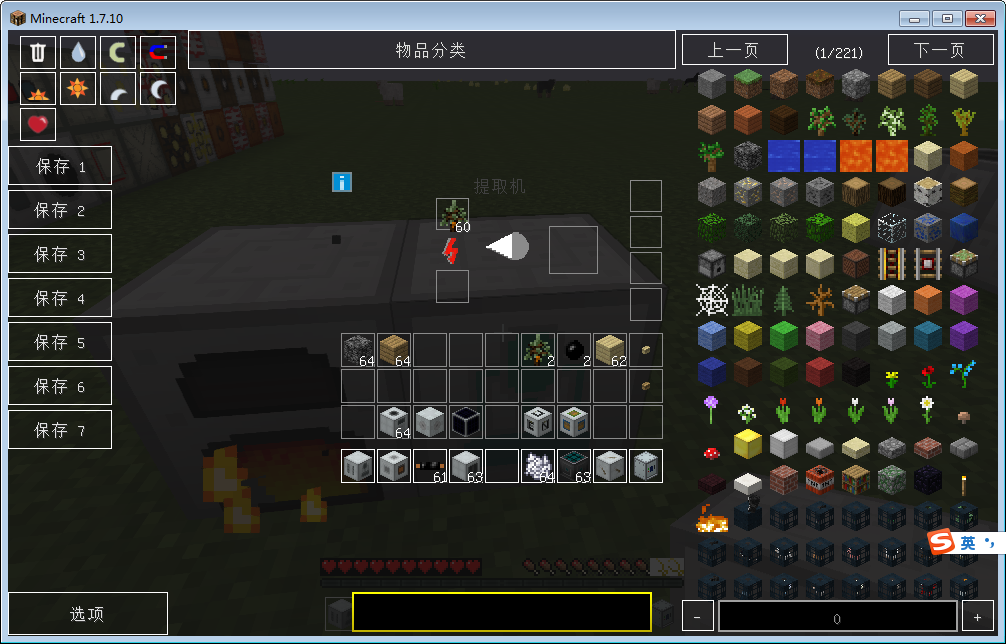 Minecraft 1.7.10
物品分类
上一页
(1/221)
下一页
保存 1
保存 2
保存 3
保存 4
保存 5
保存 6
保存 7
提取机
60
64
64
2
2
62
64
61
63
64
63
英
选项
-
0
+